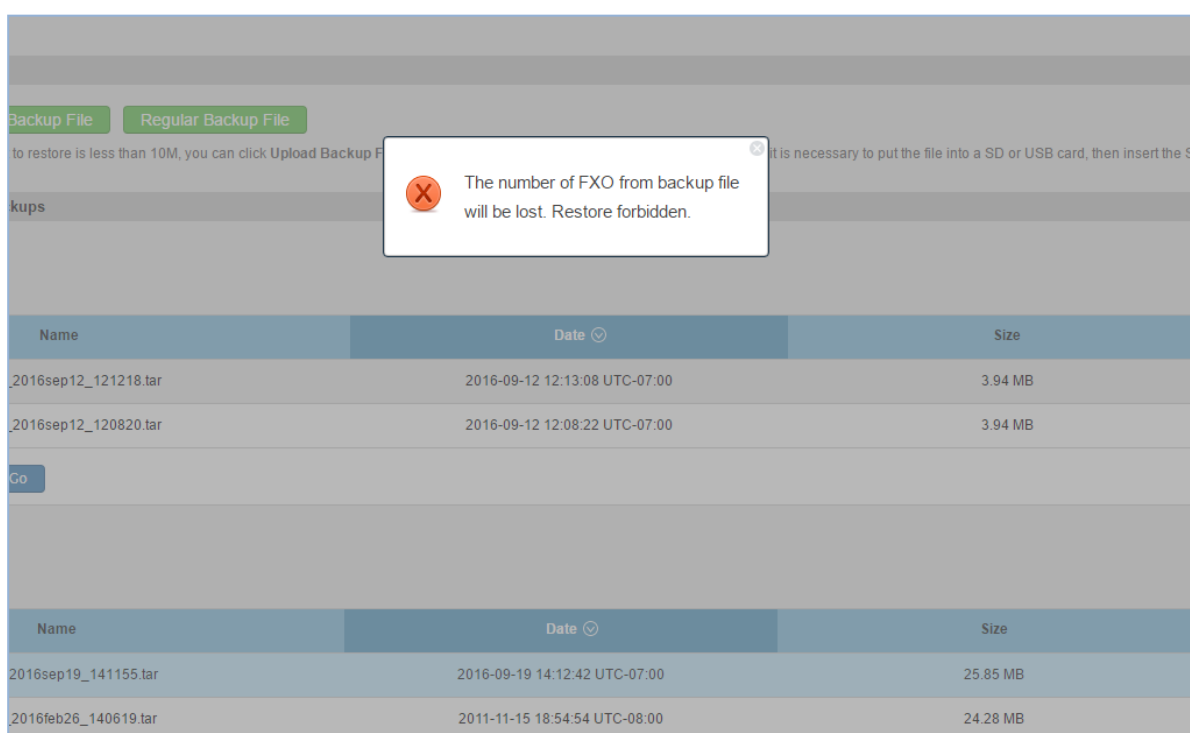 Backup File Regular Backup File
to restore is less than 10M, you can click Upload Backup F it is necessary to put the file into a SD or USB card, then insert the S
The number of FXO from backup file
will be lost. Restore forbidden.
kups
Name Date Size
_2016sep12_121218.tar 2016-09-12 12:13:08 UTC-07:00 3.94 MB
_2016sep12_120820.tar 2016-09-12 12:08:22 UTC-07:00 3.94 MB
Go
Name Date Size
2016sep19_141155.tar 2016-09-19 14:12:42 UTC-07:00 25.85 MB
_2016feb26_140619.tar 2011-11-15 18:54:54 UTC-08:00 24.28 MB